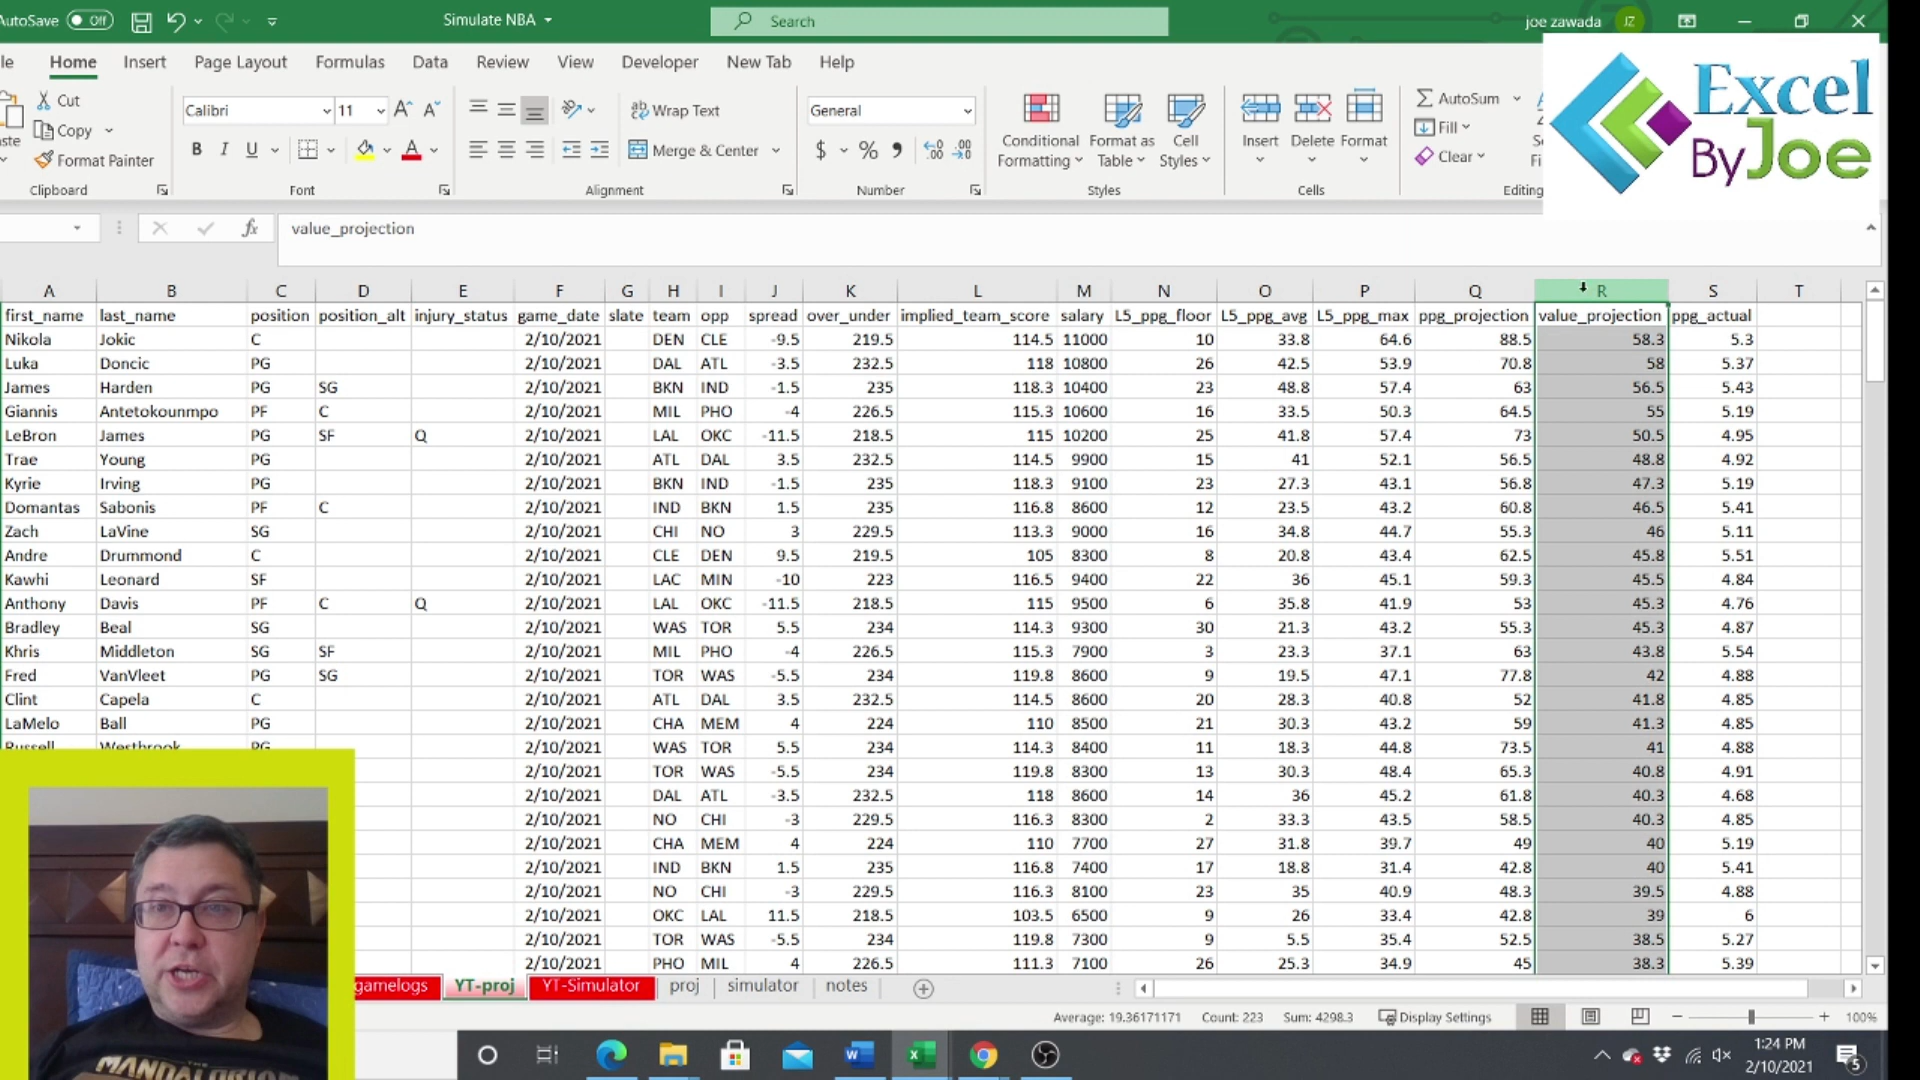 AutoSave Off Simulate NBA Search joe zawada JZ
Home Insert Page Layout Formulas Data Review View Developer New Tab Help
Excel
ByJoe
Cut
Copy
Format Painter
Clipboard
Calibri 11
B I U A
Font
Wrap Text
Merge & Center
Alignment
General
$ % 9
Number
Conditional Formatting
Format as Table
Cell Styles
Styles
Insert Delete Format
Cells
AutoSum
Fill
Clear
Editing
fx value_projection
A B C D E F G H I J K L M N O P Q R S T
first_name last_name position position_alt injury_status game_date slate team opp spread over_under implied_team_score salary L5_ppg_floor L5_ppg_avg L5_ppg_max ppg_projection value_projection ppg_actual
Nikola Jokic C 2/10/2021 DEN CLE -9.5 219.5 114.5 11000 10 33.8 64.6 88.5 58.3 5.3
Luka Doncic PG 2/10/2021 DAL ATL -3.5 232.5 118 10800 26 42.5 53.9 70.8 58 5.37
James Harden PG SG 2/10/2021 BKN IND -1.5 235 118.3 10400 23 48.8 57.4 63 56.5 5.43
Giannis Antetokounmpo PF C 2/10/2021 MIL PHO -4 226.5 115.3 10600 16 33.5 50.3 64.5 55 5.19
LeBron James PG SF Q 2/10/2021 LAL OKC -11.5 218.5 115 10200 25 41.8 57.4 73 50.5 4.95
Trae Young PG 2/10/2021 ATL DAL 3.5 232.5 114.5 9900 15 41 52.1 56.5 48.8 4.92
Kyrie Irving PG 2/10/2021 BKN IND -1.5 235 118.3 9100 23 27.3 43.1 56.8 47.3 5.19
Domantas Sabonis PF C 2/10/2021 IND BKN 1.5 235 116.8 8600 12 23.5 43.2 60.8 46.5 5.41
Zach LaVine SG 2/10/2021 CHI NO 3 229.5 113.3 9000 16 34.8 44.7 55.3 46 5.11
Andre Drummond C 2/10/2021 CLE DEN 9.5 219.5 105 8300 8 20.8 43.4 62.5 45.8 5.51
Kawhi Leonard SF 2/10/2021 LAC MIN -10 223 116.5 9400 22 36 45.1 59.3 45.5 4.84
Anthony Davis PF C Q 2/10/2021 LAL OKC -11.5 218.5 115 9500 6 35.8 41.9 53 45.3 4.76
Bradley Beal SG 2/10/2021 WAS TOR 5.5 234 114.3 9300 30 21.3 43.2 55.3 45.3 4.87
Khris Middleton SG SF 2/10/2021 MIL PHO -4 226.5 115.3 7900 3 23.3 37.1 63 43.8 5.54
Fred VanVleet PG SG 2/10/2021 TOR WAS -5.5 234 119.8 8600 9 19.5 47.1 77.8 42 4.88
Clint Capela C 2/10/2021 ATL DAL 3.5 232.5 114.5 8600 20 28.3 40.8 52 41.8 4.85
LaMelo Ball PG 2/10/2021 CHA MEM 4 224 110 8500 21 30.3 43.2 59 41.3 4.85
Russell Westbrook PG 2/10/2021 WAS TOR 5.5 234 114.3 8400 11 18.3 44.8 73.5 41 4.88
2/10/2021 TOR WAS -5.5 234 119.8 8300 13 30.3 48.4 65.3 40.8 4.91
2/10/2021 DAL ATL -3.5 232.5 118 8600 14 36 45.2 61.8 40.3 4.68
2/10/2021 NO CHI -3 229.5 116.3 8300 2 33.3 43.5 58.5 40.3 4.85
2/10/2021 CHA MEM 4 224 110 7700 27 31.8 39.7 49 40 5.19
2/10/2021 IND BKN 1.5 235 116.8 7400 17 18.8 31.4 42.8 40 5.41
2/10/2021 NO CHI -3 229.5 116.3 8100 23 35 40.9 48.3 39.5 4.88
2/10/2021 OKC LAL 11.5 218.5 103.5 6500 9 26 33.4 42.8 39 6
2/10/2021 TOR WAS -5.5 234 119.8 7300 9 5.5 35.4 52.5 38.5 5.27
2/10/2021 PHO MIL 4 226.5 111.3 7100 26 25.3 34.9 45 38.3 5.39
gamelogs YT-proj YT-Simulator proj simulator notes
Average: 19.36171171 Count: 223 Sum: 4298.3 Display Settings 100%
MANDALORIAN
1:24 PM
2/10/2021
5